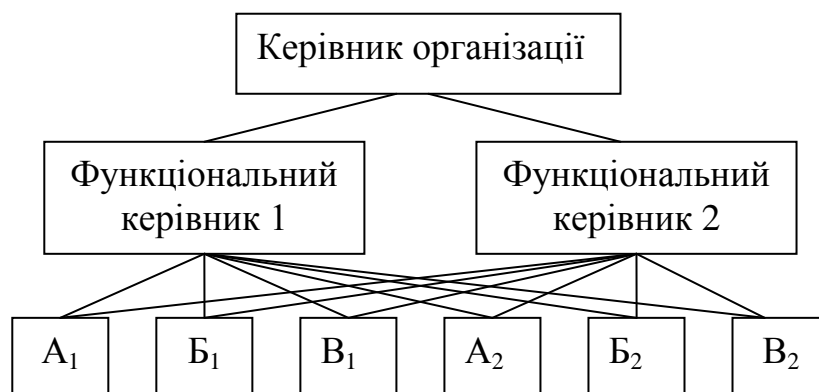 Керівник організації
Функціональний
керівник 1
Функціональний
керівник 2
А₁
Б₁
В₁
А₂
Б₂
В₂